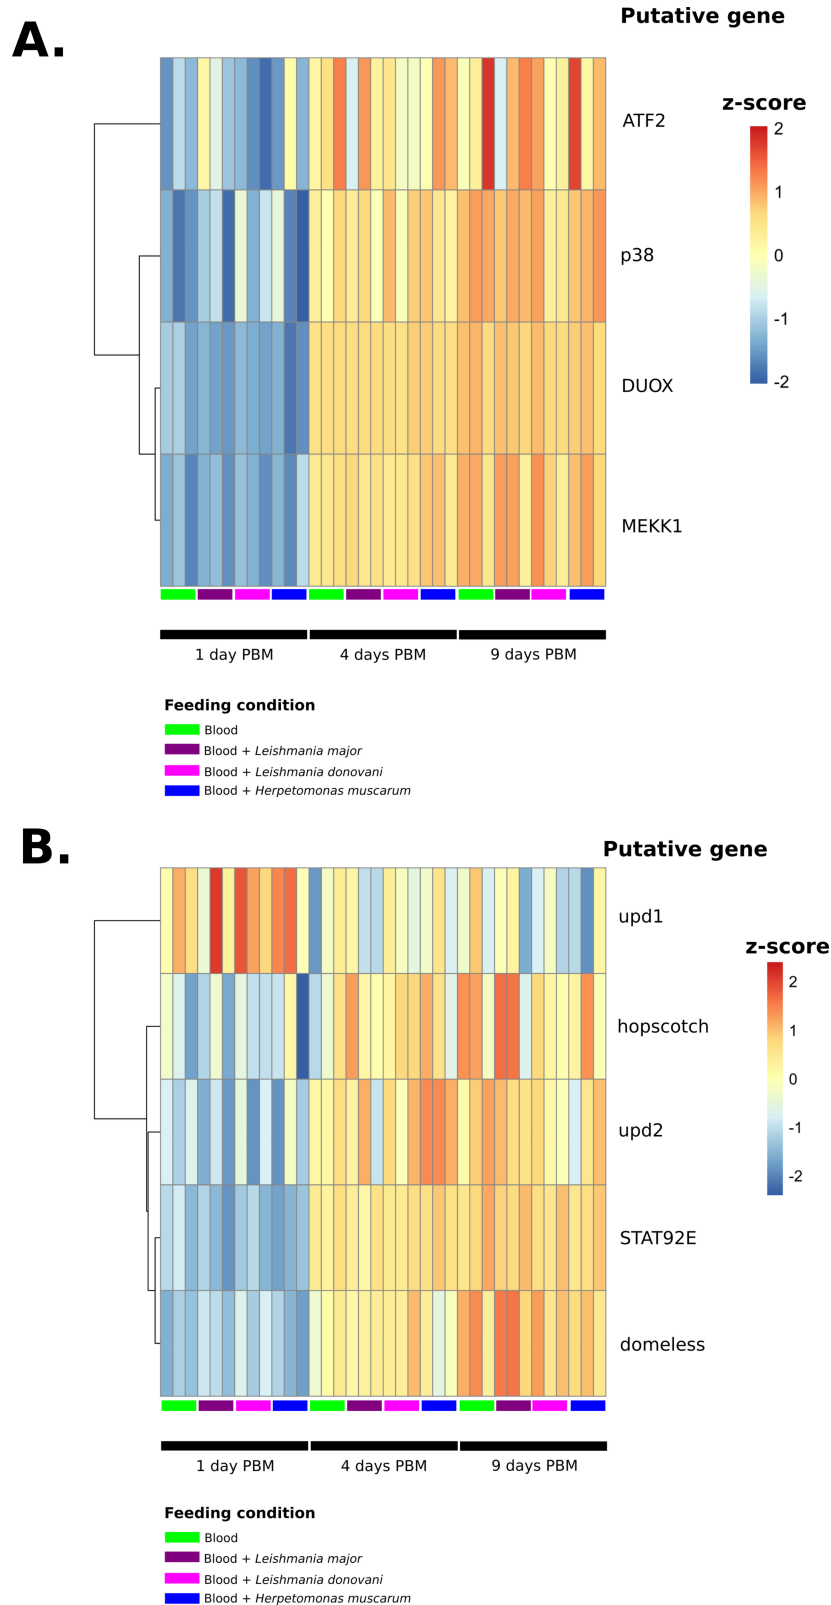 A.
Putative gene
z-score
ATF2
p38
DUOX
MEKK1
2
1
0
-1
-2
1 day PBM
4 days PBM
9 days PBM
Feeding condition
Blood
Blood + Leishmania major
Blood + Leishmania donovani
Blood + Herpetomonas muscarum
B.
Putative gene
z-score
upd1
hopscotch
upd2
STAT92E
domeless
2
1
0
-1
-2
1 day PBM
4 days PBM
9 days PBM
Feeding condition
Blood
Blood + Leishmania major
Blood + Leishmania donovani
Blood + Herpetomonas muscarum